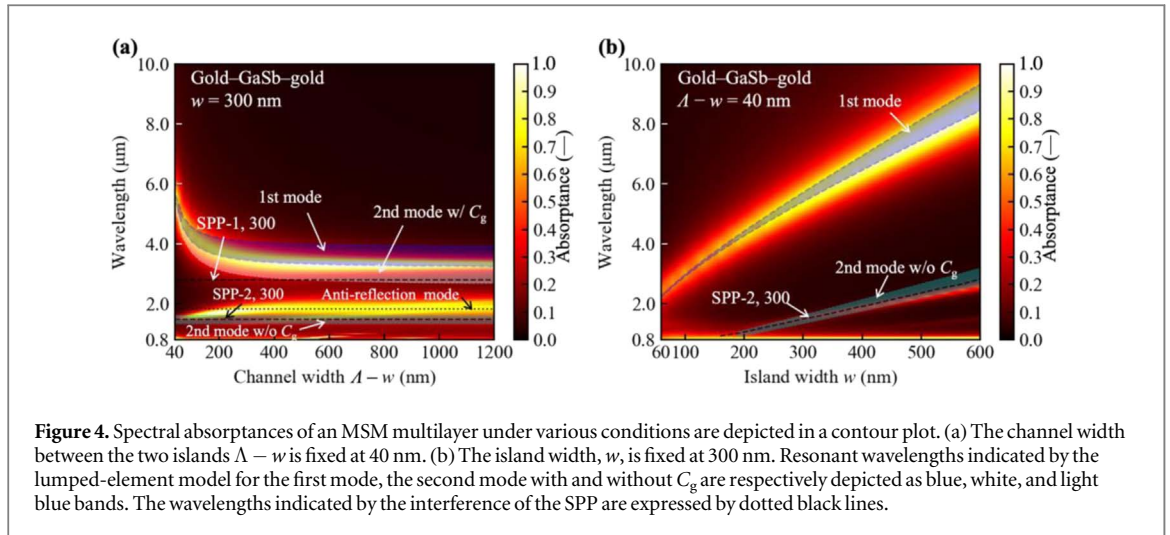 (a)
Gold–GaSb–gold
w = 300 nm
10.0
8.0
6.0
4.0
2.0
0.8
Wavelength (μm)
SPP-1, 300
1st mode
2nd mode w/ Cg
SPP-2, 300
Anti-reflection mode
2nd mode w/o Cg
40 200 400 600 800 1000 1200
Channel width Λ – w (nm)
1.0
0.9
0.8
0.7
0.6
0.5
0.4
0.3
0.2
0.1
0.0
Absorptance (—)
(b)
Gold–GaSb–gold
Λ – w = 40 nm
10.0
8.0
6.0
4.0
2.0
0.8
Wavelength (μm)
1st mode
2nd mode w/o Cg
SPP-2, 300
60 100 200 300 400 500 600
Island width w (nm)
1.0
0.9
0.8
0.7
0.6
0.5
0.4
0.3
0.2
0.1
0.0
Absorptance (—)
Figure 4. Spectral absorptances of an MSM multilayer under various conditions are depicted in a contour plot. (a) The channel width
between the two islands Λ − w is fixed at 40 nm. (b) The island width, w, is fixed at 300 nm. Resonant wavelengths indicated by the
lumped-element model for the first mode, the second mode with and without Cg are respectively depicted as blue, white, and light
blue bands. The wavelengths indicated by the interference of the SPP are expressed by dotted black lines.